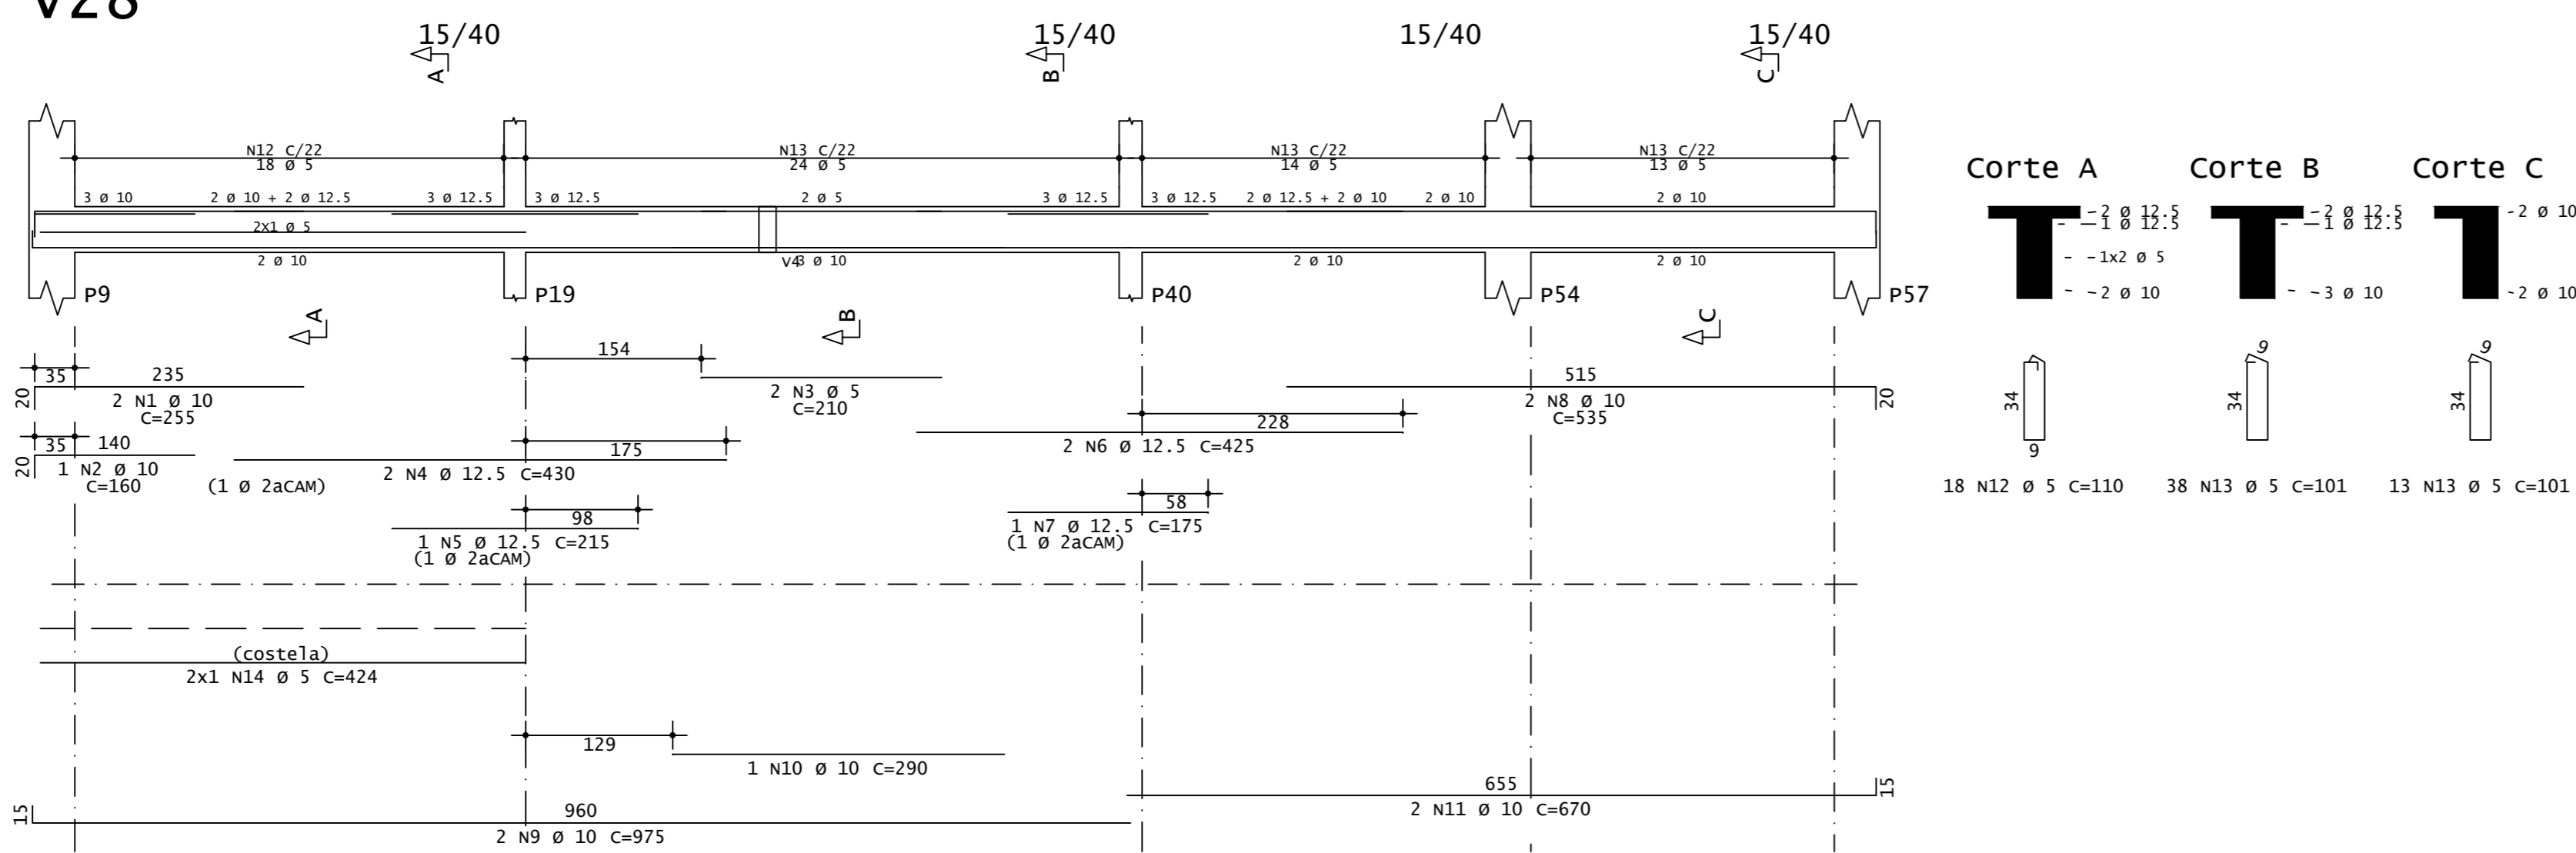 V28
15/40 15/40 15/40 15/40
A B C
N12 C/22 N13 C/22 N13 C/22 N13 C/22
18 Ø 5 24 Ø 5 14 Ø 5 13 Ø 5
3 Ø 10 2 Ø 10 + 2 Ø 12.5 3 Ø 12.5 3 Ø 12.5 2 Ø 5 3 Ø 12.5 3 Ø 12.5 2 Ø 12.5 + 2 Ø 10 2 Ø 10 2 Ø 10
2x1 Ø 5
2 Ø 10 V4 3 Ø 10 2 Ø 10 2 Ø 10
P9 P19 P40 P54 P57
A B C
Corte A Corte B Corte C
2 Ø 12.5
1 Ø 12.5
1x2 Ø 5
2 Ø 10
2 Ø 12.5
1 Ø 12.5
3 Ø 10
2 Ø 10
2 Ø 10
34
9
18 N12 Ø 5 C=110
9
34
38 N13 Ø 5 C=101
9
34
13 N13 Ø 5 C=101
35 235
20
2 N1 Ø 10
C=255
154
2 N3 Ø 5
C=210
515
20
2 N8 Ø 10
C=535
228
2 N6 Ø 12.5 C=425
35 140
20
1 N2 Ø 10
C=160
175
2 N4 Ø 12.5 C=430
(1 Ø 2aCAM)
98
1 N5 Ø 12.5 C=215
(1 Ø 2aCAM)
58
1 N7 Ø 12.5 C=175
(1 Ø 2aCAM)
(costela)
2x1 N14 Ø 5 C=424
129
1 N10 Ø 10 C=290
655
15
2 N11 Ø 10 C=670
15
960
2 N9 Ø 10 C=975